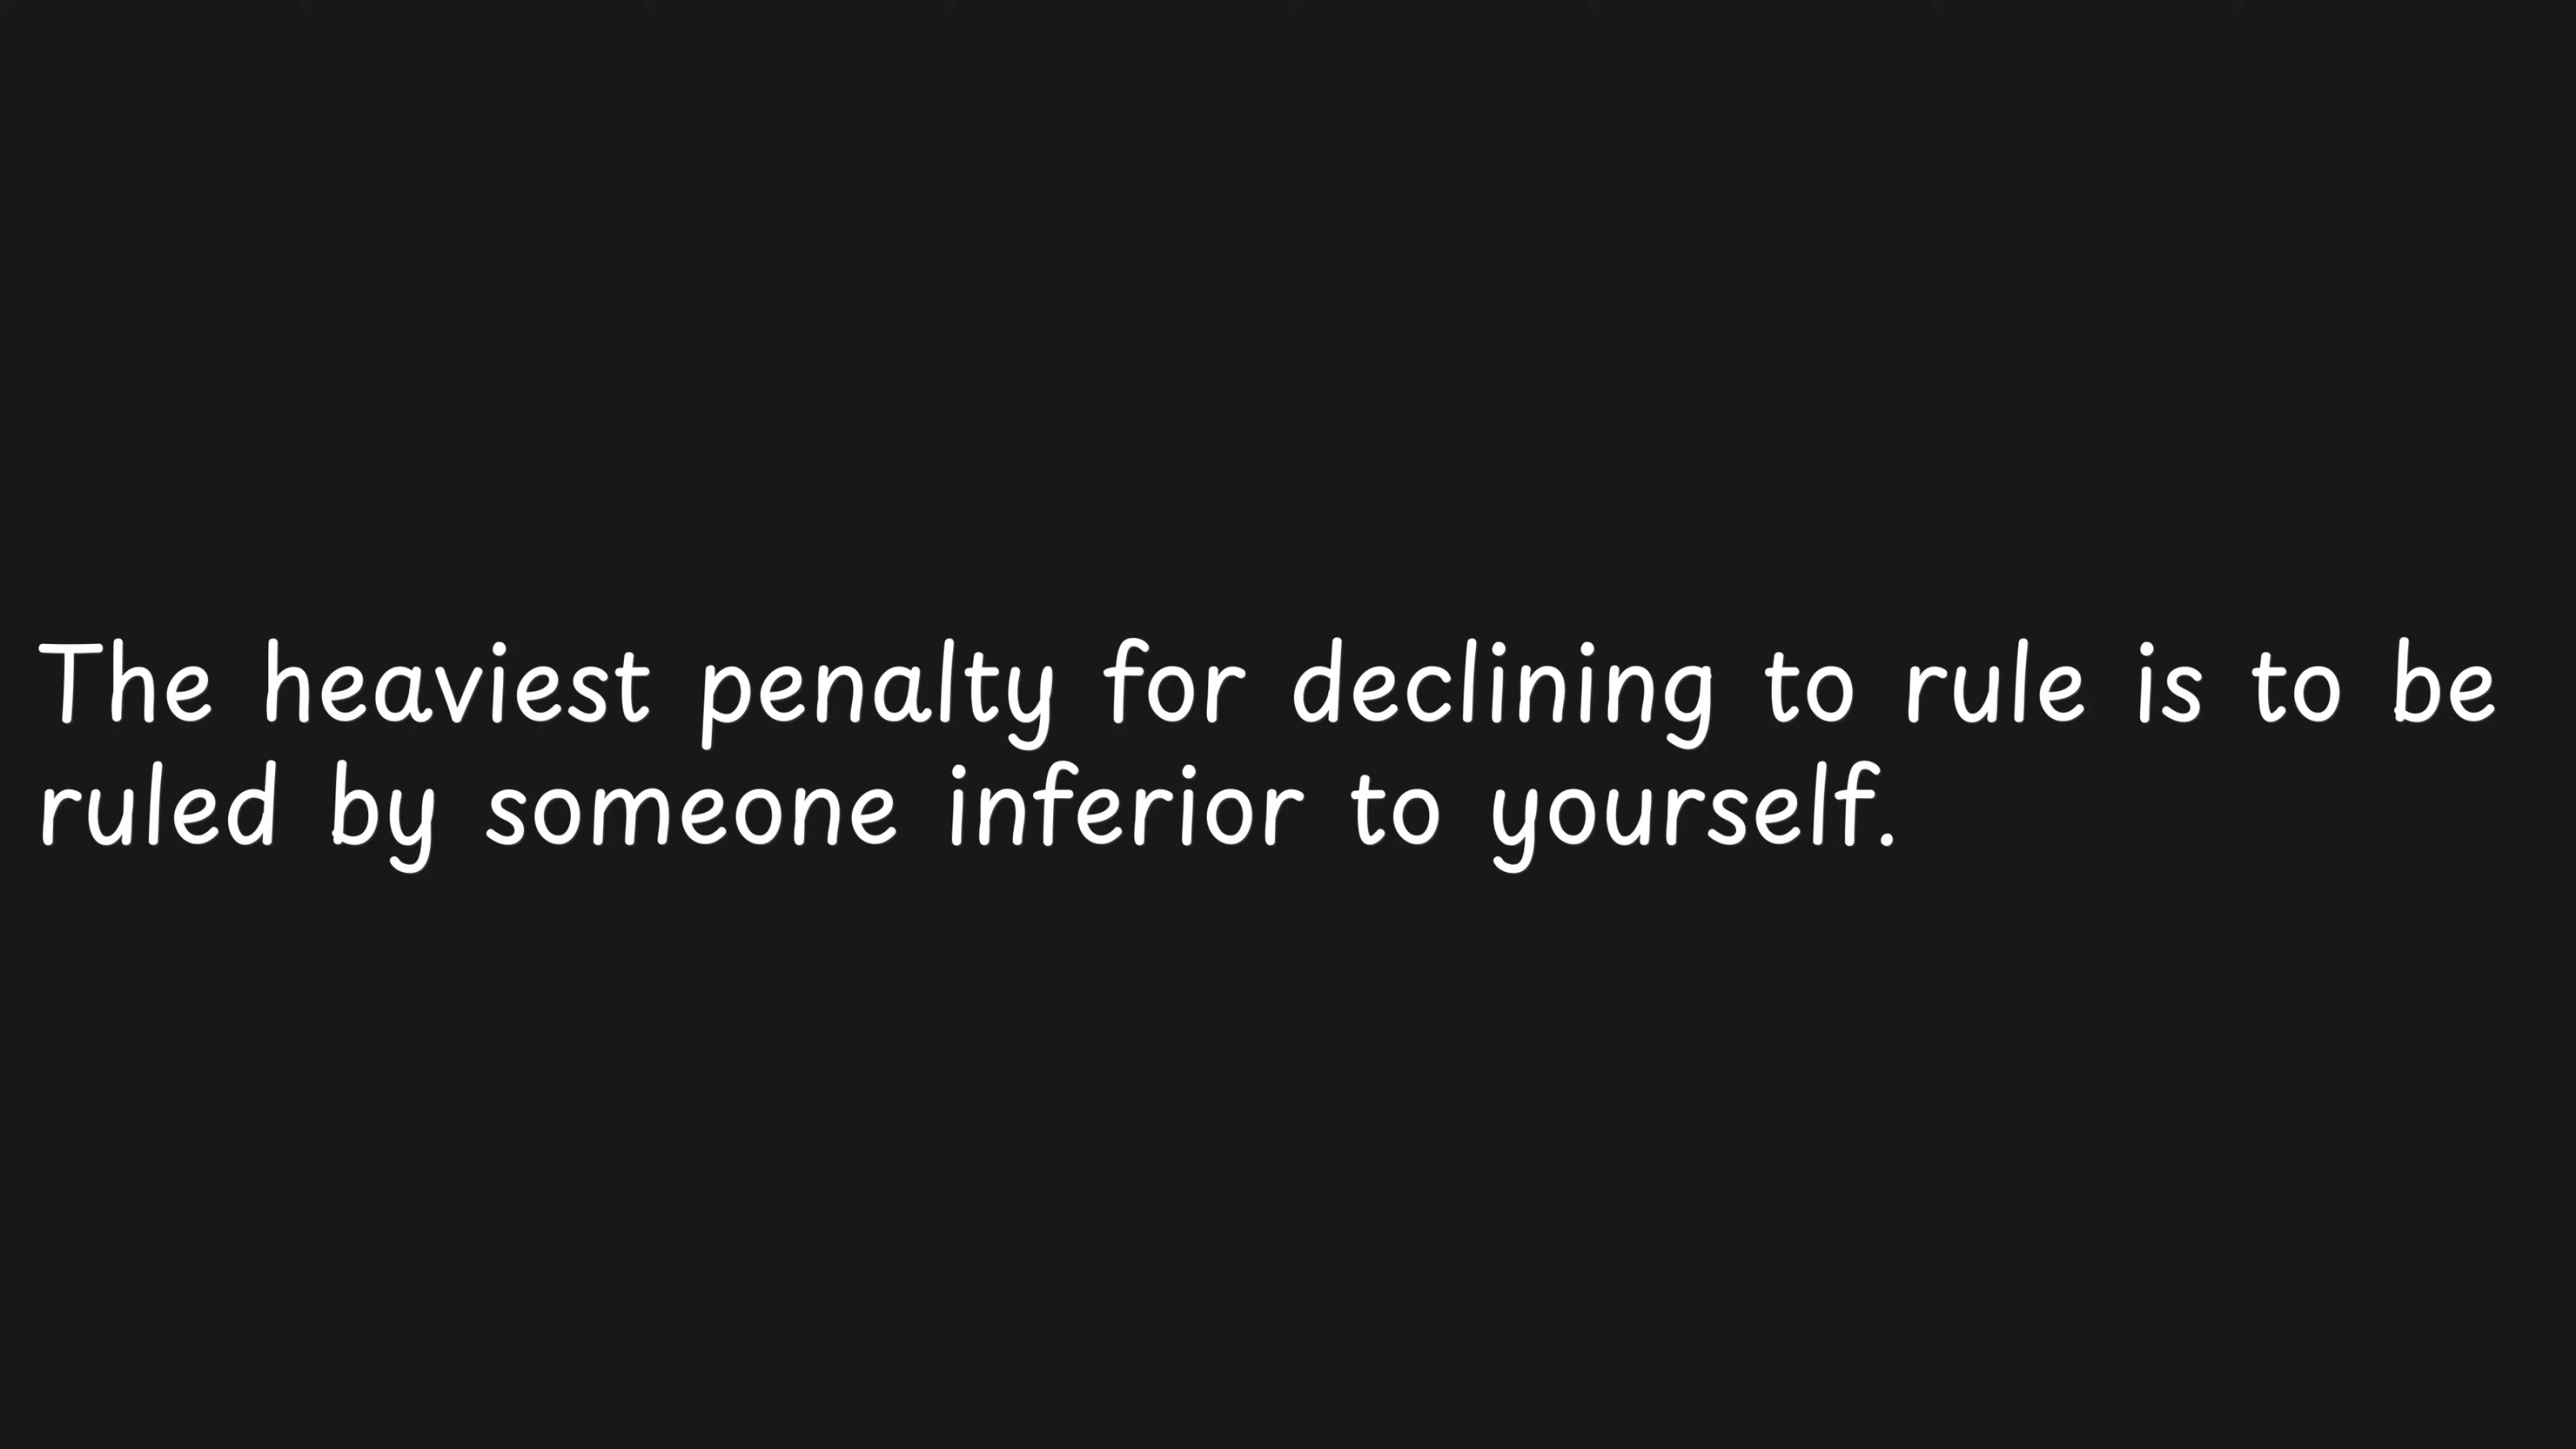 The heaviest penalty for declining to rule is to be
ruled by someone inferior to yourself.